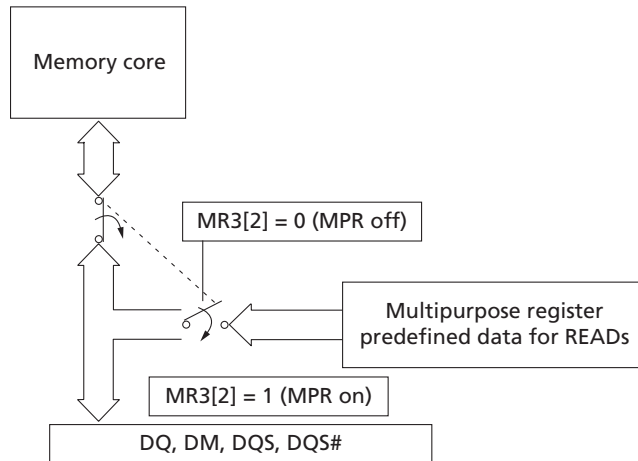 Memory core
MR3[2] = 0 (MPR off)
Multipurpose register
predefined data for READs
MR3[2] = 1 (MPR on)
DQ, DM, DQS, DQS#